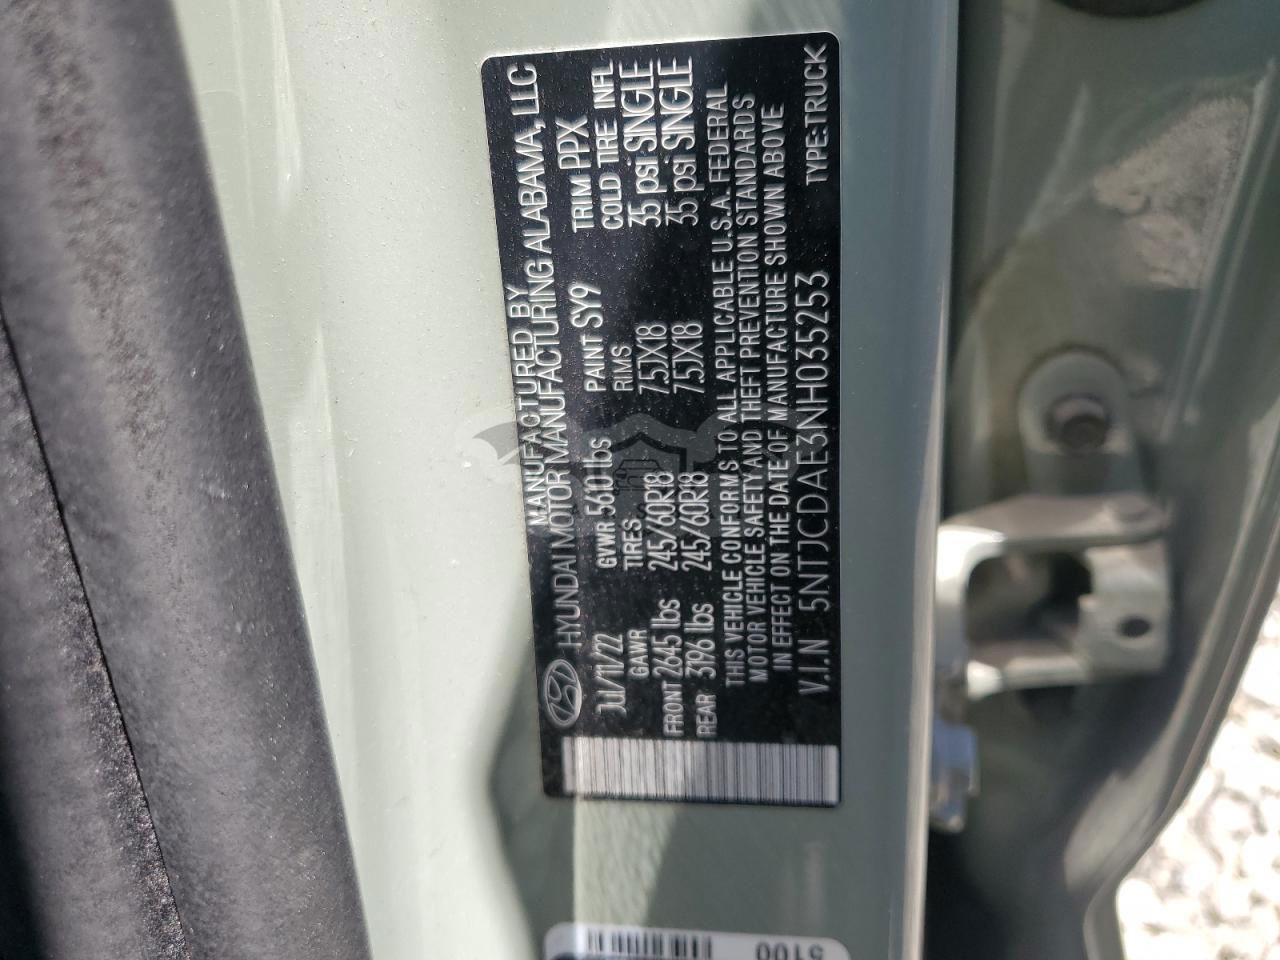 MANUFACTURED BY
HYUNDAI MOTOR MANUFACTURING ALABAMA, LLC
Jul/11/22 GVWR 5610 lbs PAINT SY9 TRIM PPX
GAWR TIRES RIMS COLD TIRE INFL
FRONT 2645 lbs 245/60R18 7.5JX18 35 psi SINGLE
REAR 3196 lbs 245/60R18 7.5JX18 35 psi SINGLE
THIS VEHICLE CONFORMS TO ALL APPLICABLE U.S.A. FEDERAL
MOTOR VEHICLE SAFETY AND THEFT PREVENTION STANDARDS
IN EFFECT ON THE DATE OF MANUFACTURE SHOWN ABOVE
V.I.N 5NTJCDAE3NH035253 TYPE:TRUCK
5100